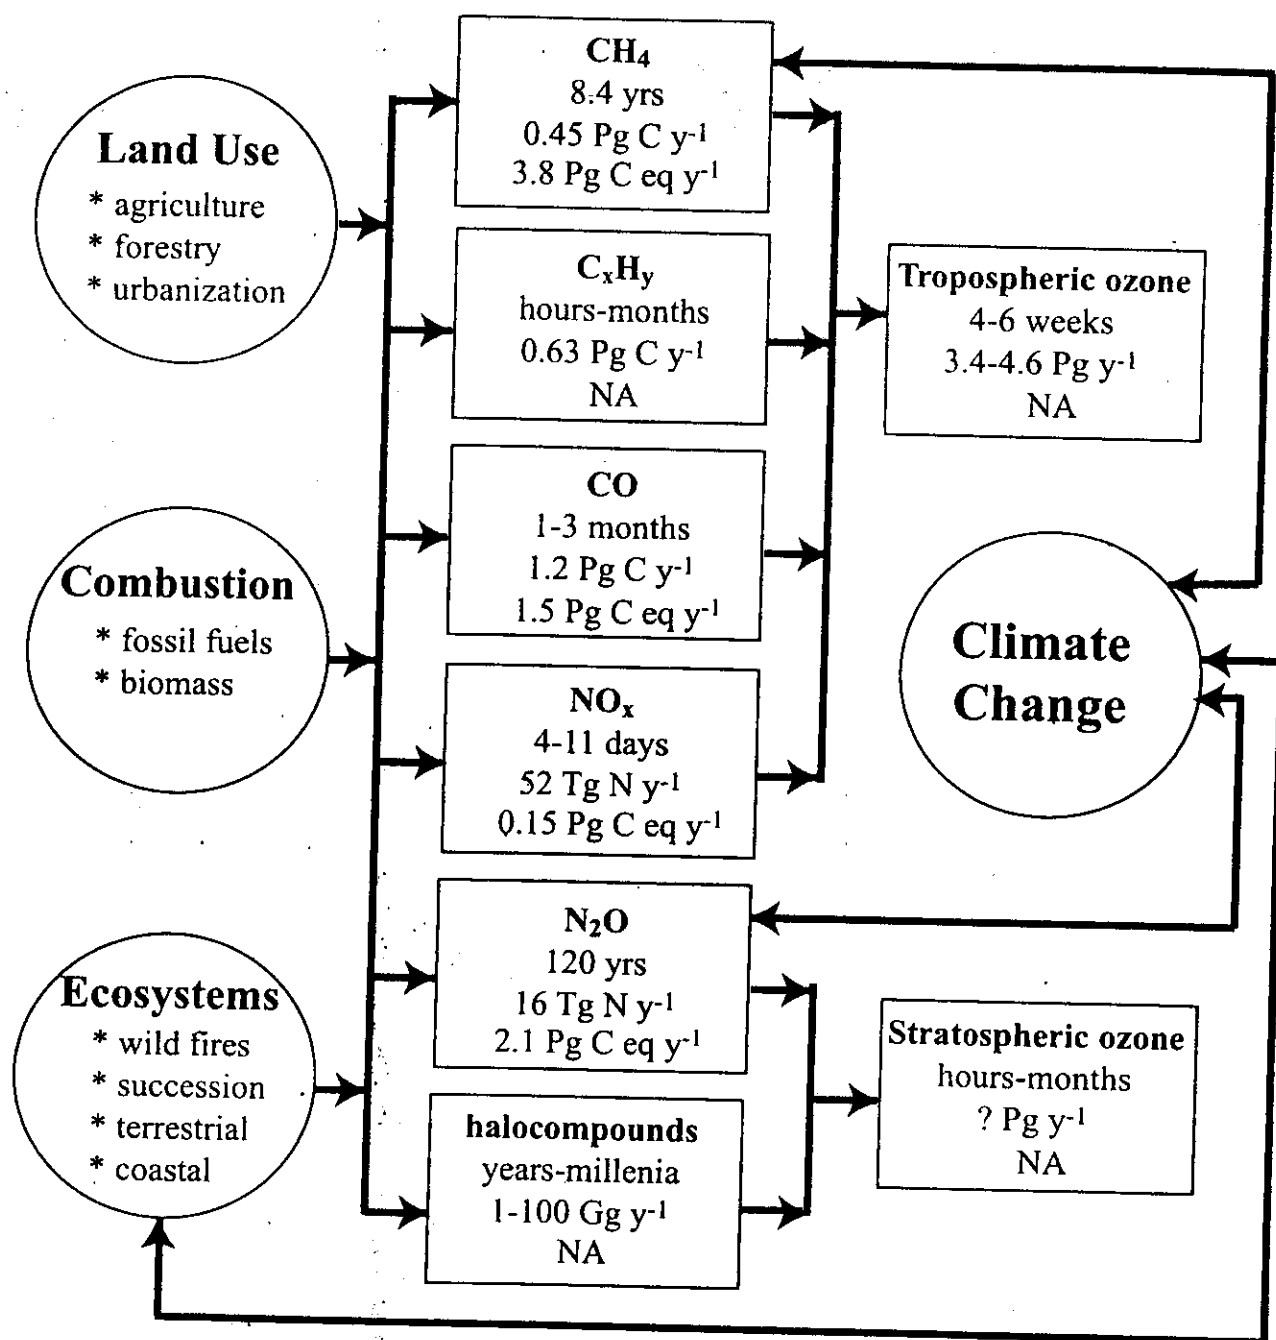 Land Use
* agriculture
* forestry
* urbanization
Combustion
* fossil fuels
* biomass
Ecosystems
* wild fires
* succession
* terrestrial
* coastal
CH₄
8.4 yrs
0.45 Pg C y⁻¹
3.8 Pg C eq y⁻¹
CₓHᵧ
hours-months
0.63 Pg C y⁻¹
NA
CO
1-3 months
1.2 Pg C y⁻¹
1.5 Pg C eq y⁻¹
NOₓ
4-11 days
52 Tg N y⁻¹
0.15 Pg C eq y⁻¹
N₂O
120 yrs
16 Tg N y⁻¹
2.1 Pg C eq y⁻¹
halocompounds
years-millenia
1-100 Gg y⁻¹
NA
Tropospheric ozone
4-6 weeks
3.4-4.6 Pg y⁻¹
NA
Climate
Change
Stratospheric ozone
hours-months
? Pg y⁻¹
NA